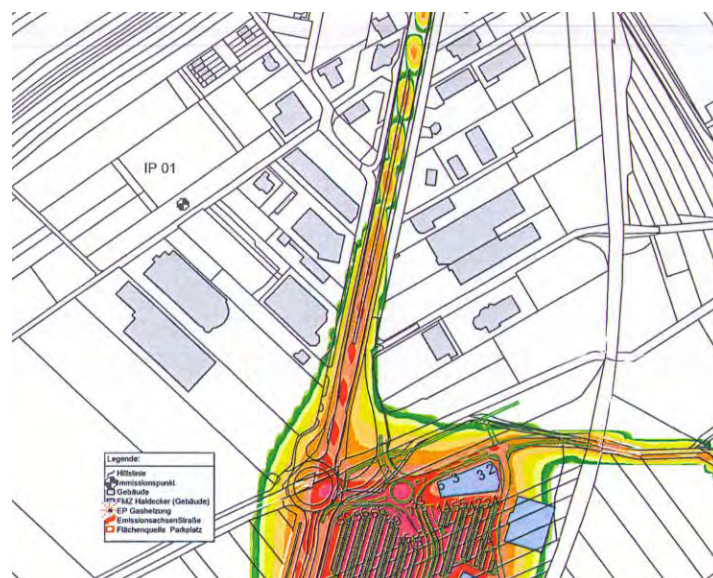 IP 01
Legende:
Hilfslinie
Immissionspunkt
Gebäude
FMZ Haldecker (Gebäude)
EP Gasheizung
EmissionsachsenStraße
Flächenquelle Parkplatz